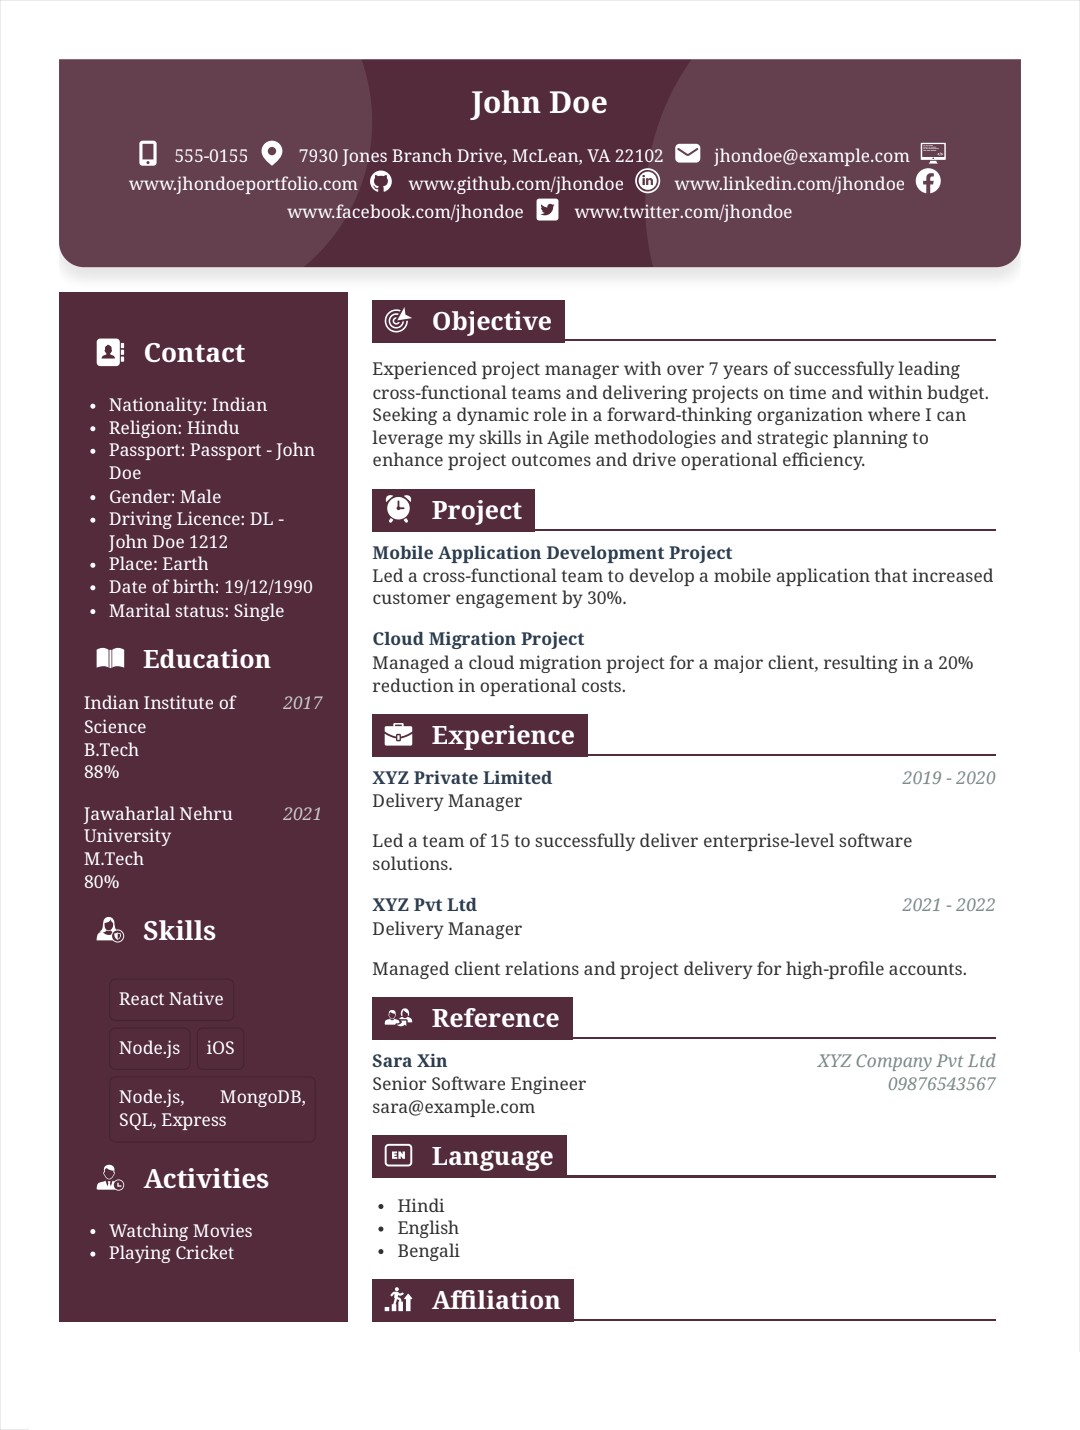 John Doe
555-0155 7930 Jones Branch Drive, McLean, VA 22102 jhondoe@example.com
www.jhondoeportfolio.com www.github.com/jhondoe www.linkedin.com/jhondoe
www.facebook.com/jhondoe www.twitter.com/jhondoe
Contact
• Nationality: Indian
• Religion: Hindu
• Passport: Passport - John
Doe
• Gender: Male
• Driving Licence: DL -
John Doe 1212
• Place: Earth
• Date of birth: 19/12/1990
• Marital status: Single
Education
Indian Institute of 2017
Science
B.Tech
88%
Jawaharlal Nehru 2021
University
M.Tech
80%
Skills
React Native
Node.js iOS
Node.js, MongoDB,
SQL, Express
Activities
• Watching Movies
• Playing Cricket
Objective
Experienced project manager with over 7 years of successfully leading
cross-functional teams and delivering projects on time and within budget.
Seeking a dynamic role in a forward-thinking organization where I can
leverage my skills in Agile methodologies and strategic planning to
enhance project outcomes and drive operational efficiency.
Project
Mobile Application Development Project
Led a cross-functional team to develop a mobile application that increased
customer engagement by 30%.
Cloud Migration Project
Managed a cloud migration project for a major client, resulting in a 20%
reduction in operational costs.
Experience
XYZ Private Limited 2019 - 2020
Delivery Manager
Led a team of 15 to successfully deliver enterprise-level software
solutions.
XYZ Pvt Ltd 2021 - 2022
Delivery Manager
Managed client relations and project delivery for high-profile accounts.
Reference
Sara Xin XYZ Company Pvt Ltd
Senior Software Engineer 09876543567
sara@example.com
EN Language
• Hindi
• English
• Bengali
Affiliation